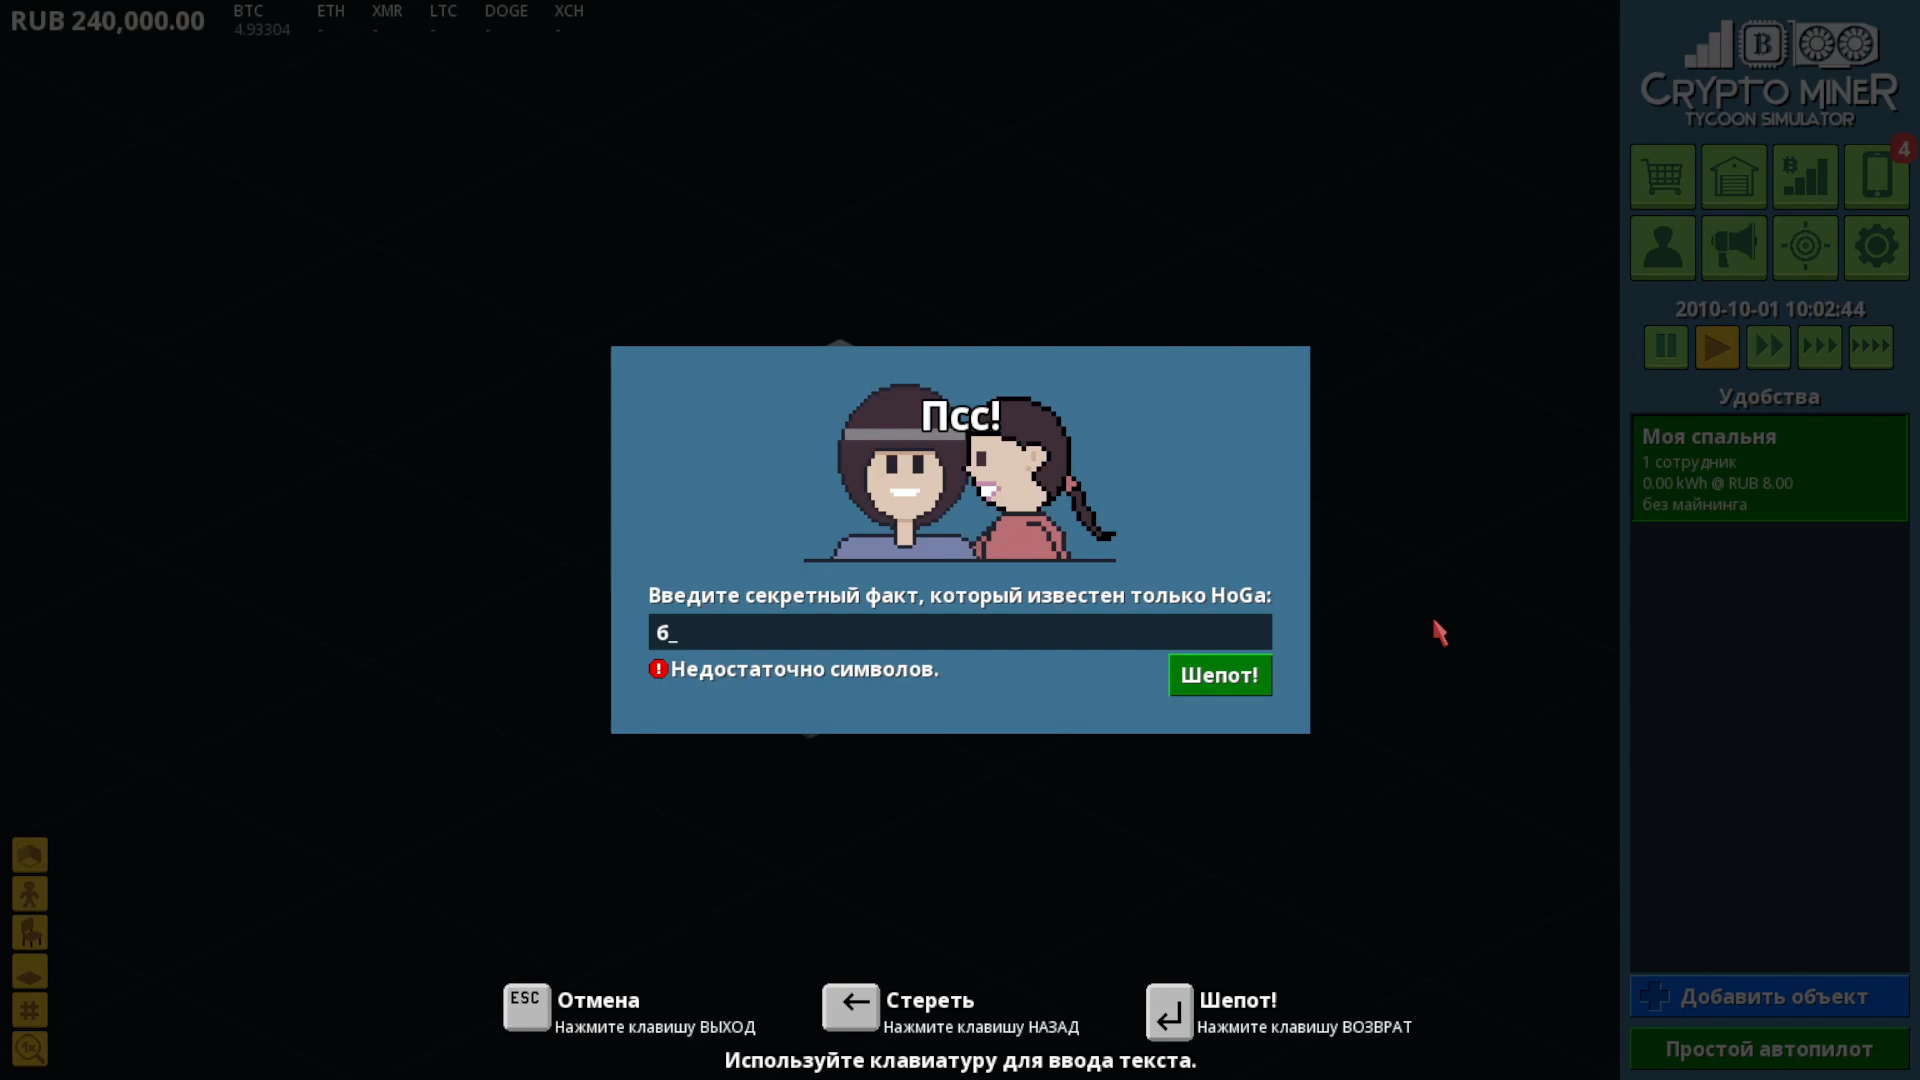 RUB 240,000.00
BTC ETH XMR LTC DOGE XCH
4.93304 - - - - -
CRYPTO MINER
TYCOON SIMULATOR
4
2010-10-01 10:02:44
Удобства
Моя спальня
1 сотрудник
0.00 kWh @ RUB 8.00
без майнинга
Псс!
Введите секретный факт, который известен только HoGa:
б_
Недостаточно символов.
Шепот!
ESC
Отмена
Нажмите клавишу ВЫХОД
Стереть
Нажмите клавишу НАЗАД
Шепот!
Нажмите клавишу ВОЗВРАТ
Используйте клавиатуру для ввода текста.
Добавить объект
Простой автопилот
1x